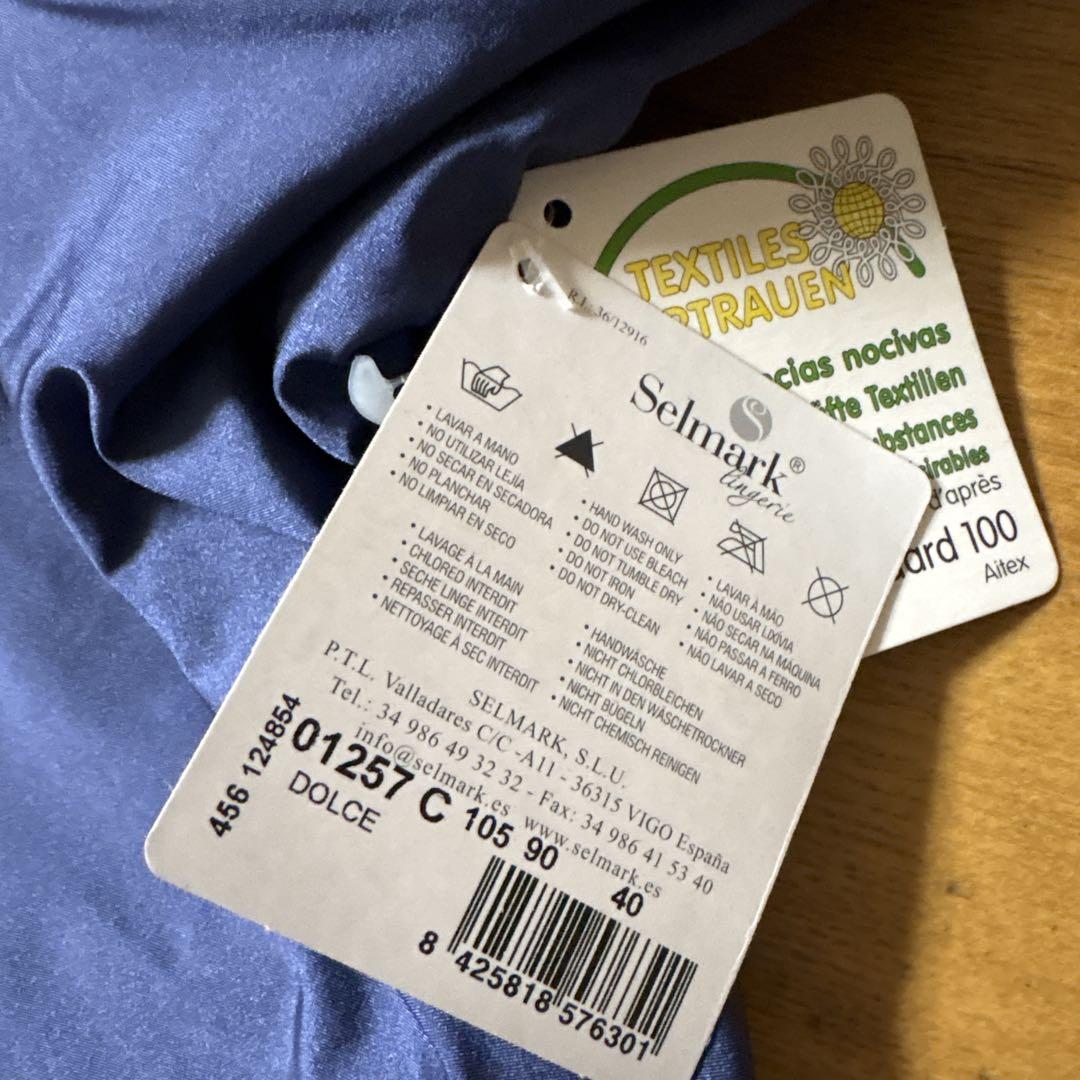 TEXTILES
RTRAUEN
cias nocivas
fte Textilien
bstances
irables
d'après
ard 100
Aitex
R.I.: 36/12916
Selmark®
lingerie
• LAVAR A MANO
• NO UTILIZAR LEJÍA
• NO SECAR EN SECADORA
• NO PLANCHAR
• NO LIMPIAR EN SECO
• HAND WASH ONLY
• DO NOT USE BLEACH
• DO NOT TUMBLE DRY
• DO NOT IRON
• DO NOT DRY-CLEAN
• LAVAR À MÃO
• NÃO USAR LIXÍVIA
• NÃO SECAR NA MAQUINA
• NÃO PASSAR A FERRO
• NÃO LAVAR A SECO
• LAVAGE À LA MAIN
• CHLORED INTERDIT
• SECHE LINGE INTERDIT
• REPASSER INTERDIT
• NETTOYAGE À SEC INTERDIT
• HANDWÄSCHE
• NICHT CHLORBLEICHEN
• NICHT IN DEN WÄSCHETROCKNER
• NICHT BÜGELN
• NICHT CHEMISCH REINIGEN
SELMARK, S.L.U.
P.T.L. Valladares C/C -A11 - 36315 VIGO España
Tel.: 34 986 49 32 32 - Fax: 34 986 41 53 40
info@selmark.es www.selmark.es
456 124854
01257 C 105 90 40
DOLCE
8 425818 576301